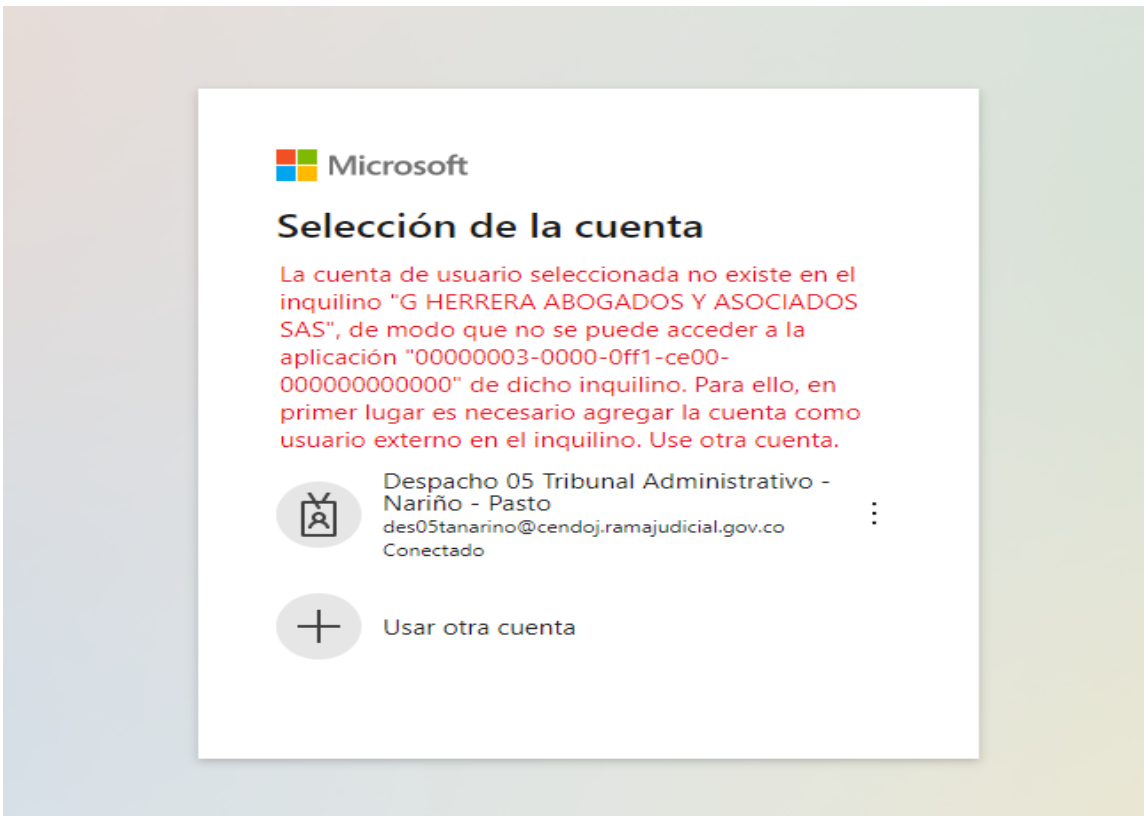 Microsoft
Selección de la cuenta
La cuenta de usuario seleccionada no existe en el
inquilino "G HERRERA ABOGADOS Y ASOCIADOS
SAS", de modo que no se puede acceder a la
aplicación "00000003-0000-0ff1-ce00-
000000000000" de dicho inquilino. Para ello, en
primer lugar es necesario agregar la cuenta como
usuario externo en el inquilino. Use otra cuenta.
Despacho 05 Tribunal Administrativo -
Nariño - Pasto
des05tanarino@cendoj.ramajudicial.gov.co
Conectado
Usar otra cuenta